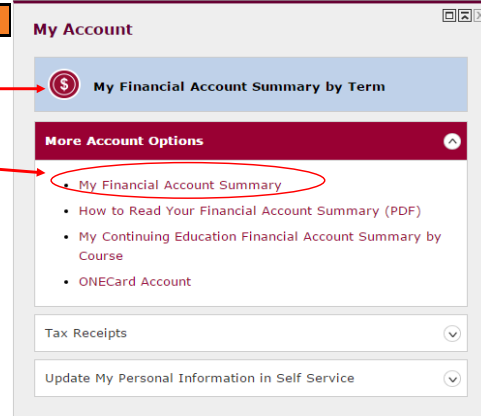 My Account
$ My Financial Account Summary by Term
More Account Options
• My Financial Account Summary
• How to Read Your Financial Account Summary (PDF)
• My Continuing Education Financial Account Summary by
Course
• ONECard Account
Tax Receipts
Update My Personal Information in Self Service